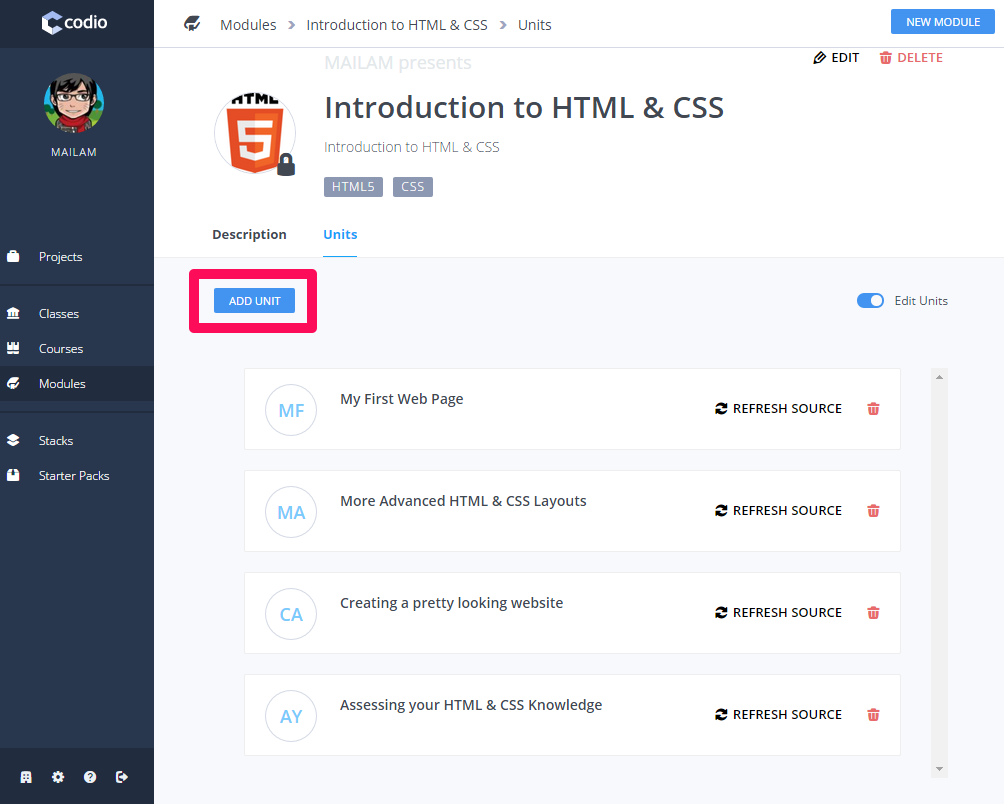 codio
Modules
Introduction to HTML & CSS
Units
NEW MODULE
MAILAM presents
EDIT
DELETE
HTML
5
Introduction to HTML & CSS
Introduction to HTML & CSS
HTML5
CSS
MAILAM
Description
Units
Projects
Classes
Courses
Modules
Stacks
Starter Packs
ADD UNIT
Edit Units
MF
My First Web Page
REFRESH SOURCE
MA
More Advanced HTML & CSS Layouts
REFRESH SOURCE
CA
Creating a pretty looking website
REFRESH SOURCE
AY
Assessing your HTML & CSS Knowledge
REFRESH SOURCE